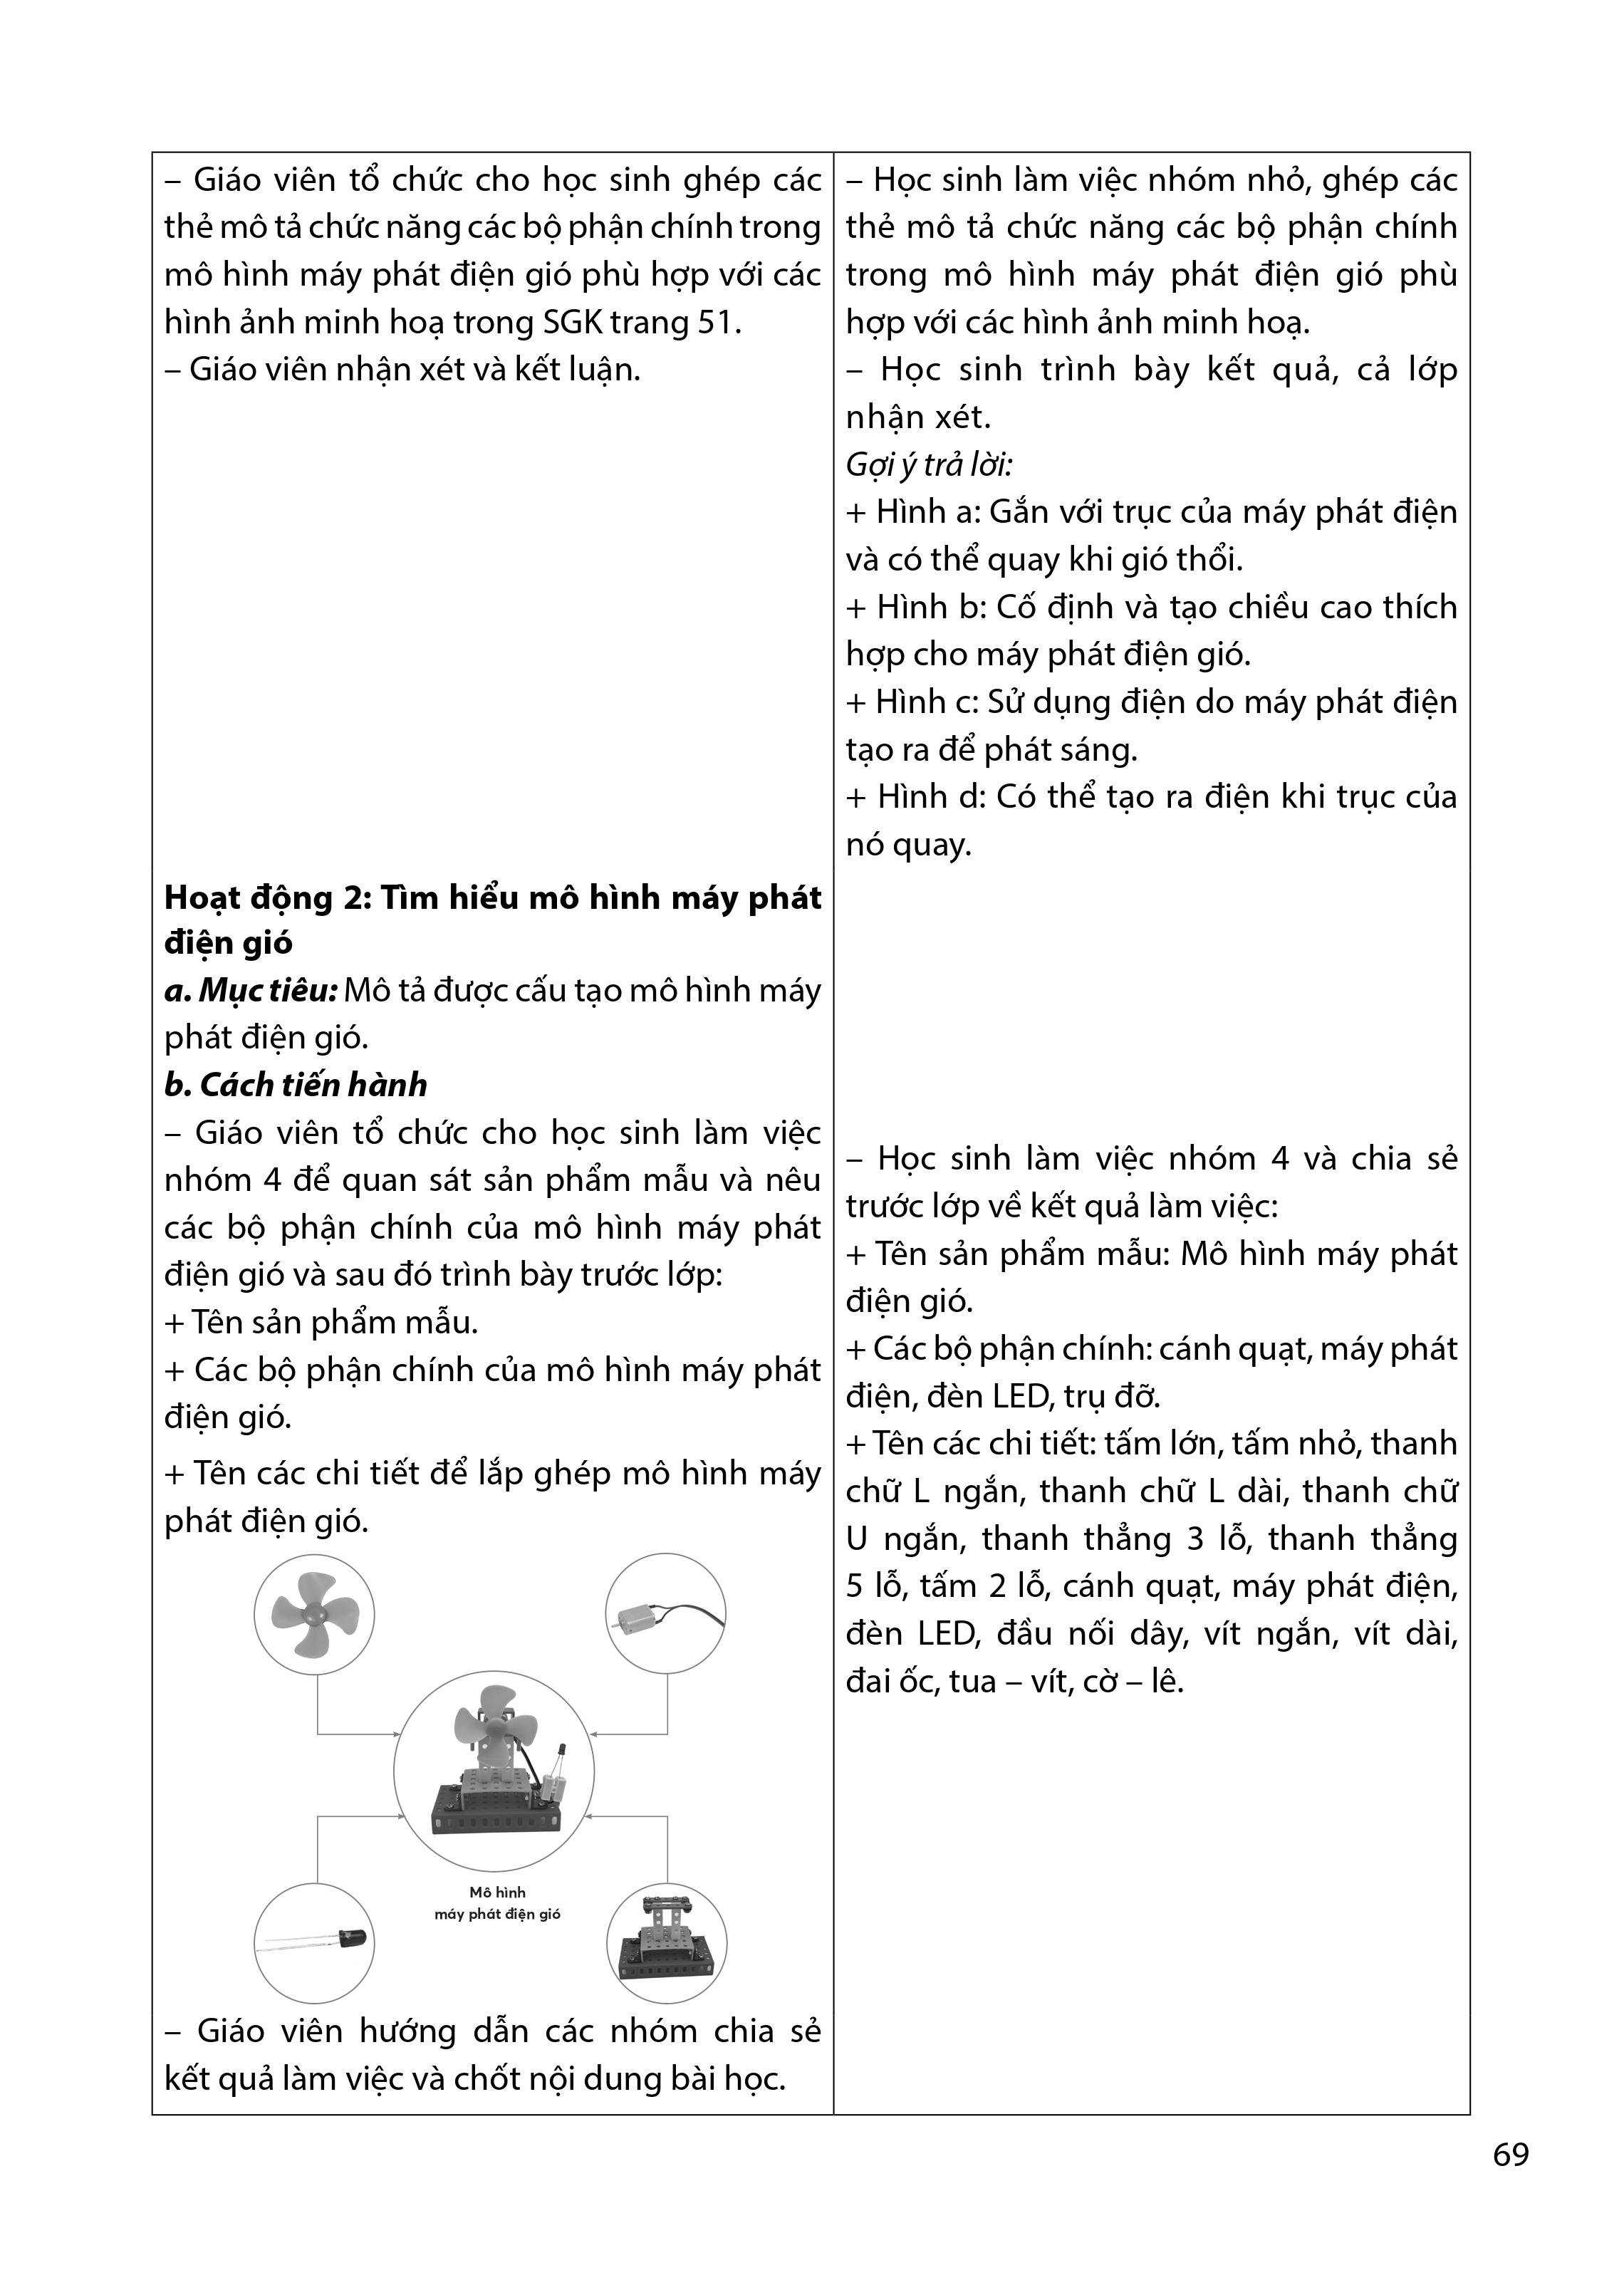 – Giáo viên tổ chức cho học sinh ghép các
thẻ mô tả chức năng các bộ phận chính trong
mô hình máy phát điện gió phù hợp với các
hình ảnh minh hoạ trong SGK trang 51.
– Giáo viên nhận xét và kết luận.
– Học sinh làm việc nhóm nhỏ, ghép các
thẻ mô tả chức năng các bộ phận chính
trong mô hình máy phát điện gió phù
hợp với các hình ảnh minh hoạ.
– Học sinh trình bày kết quả, cả lớp
nhận xét.
Gợi ý trả lời:
+ Hình a: Gắn với trục của máy phát điện
và có thể quay khi gió thổi.
+ Hình b: Cố định và tạo chiều cao thích
hợp cho máy phát điện gió.
+ Hình c: Sử dụng điện do máy phát điện
tạo ra để phát sáng.
+ Hình d: Có thể tạo ra điện khi trục của
nó quay.
Hoạt động 2: Tìm hiểu mô hình máy phát
điện gió
a. Mục tiêu: Mô tả được cấu tạo mô hình máy
phát điện gió.
b. Cách tiến hành
– Giáo viên tổ chức cho học sinh làm việc
nhóm 4 để quan sát sản phẩm mẫu và nêu
các bộ phận chính của mô hình máy phát
điện gió và sau đó trình bày trước lớp:
+ Tên sản phẩm mẫu.
+ Các bộ phận chính của mô hình máy phát
điện gió.
+ Tên các chi tiết để lắp ghép mô hình máy
phát điện gió.
Mô hình
máy phát điện gió
– Giáo viên hướng dẫn các nhóm chia sẻ
kết quả làm việc và chốt nội dung bài học.
– Học sinh làm việc nhóm 4 và chia sẻ
trước lớp về kết quả làm việc:
+ Tên sản phẩm mẫu: Mô hình máy phát
điện gió.
+ Các bộ phận chính: cánh quạt, máy phát
điện, đèn LED, trụ đỡ.
+ Tên các chi tiết: tấm lớn, tấm nhỏ, thanh
chữ L ngắn, thanh chữ L dài, thanh chữ
U ngắn, thanh thẳng 3 lỗ, thanh thẳng
5 lỗ, tấm 2 lỗ, cánh quạt, máy phát điện,
đèn LED, đầu nối dây, vít ngắn, vít dài,
đai ốc, tua – vít, cờ – lê.
69